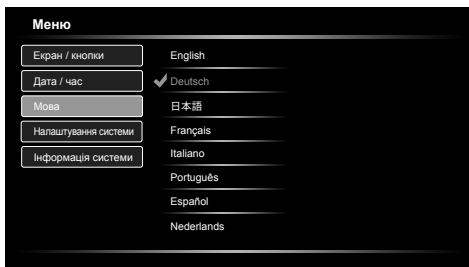 Меню
Екран / кнопки
Дата / час
Мова
Налаштування системи
Інформація системи
English
Deutsch
日本語
Français
Italiano
Português
Español
Nederlands